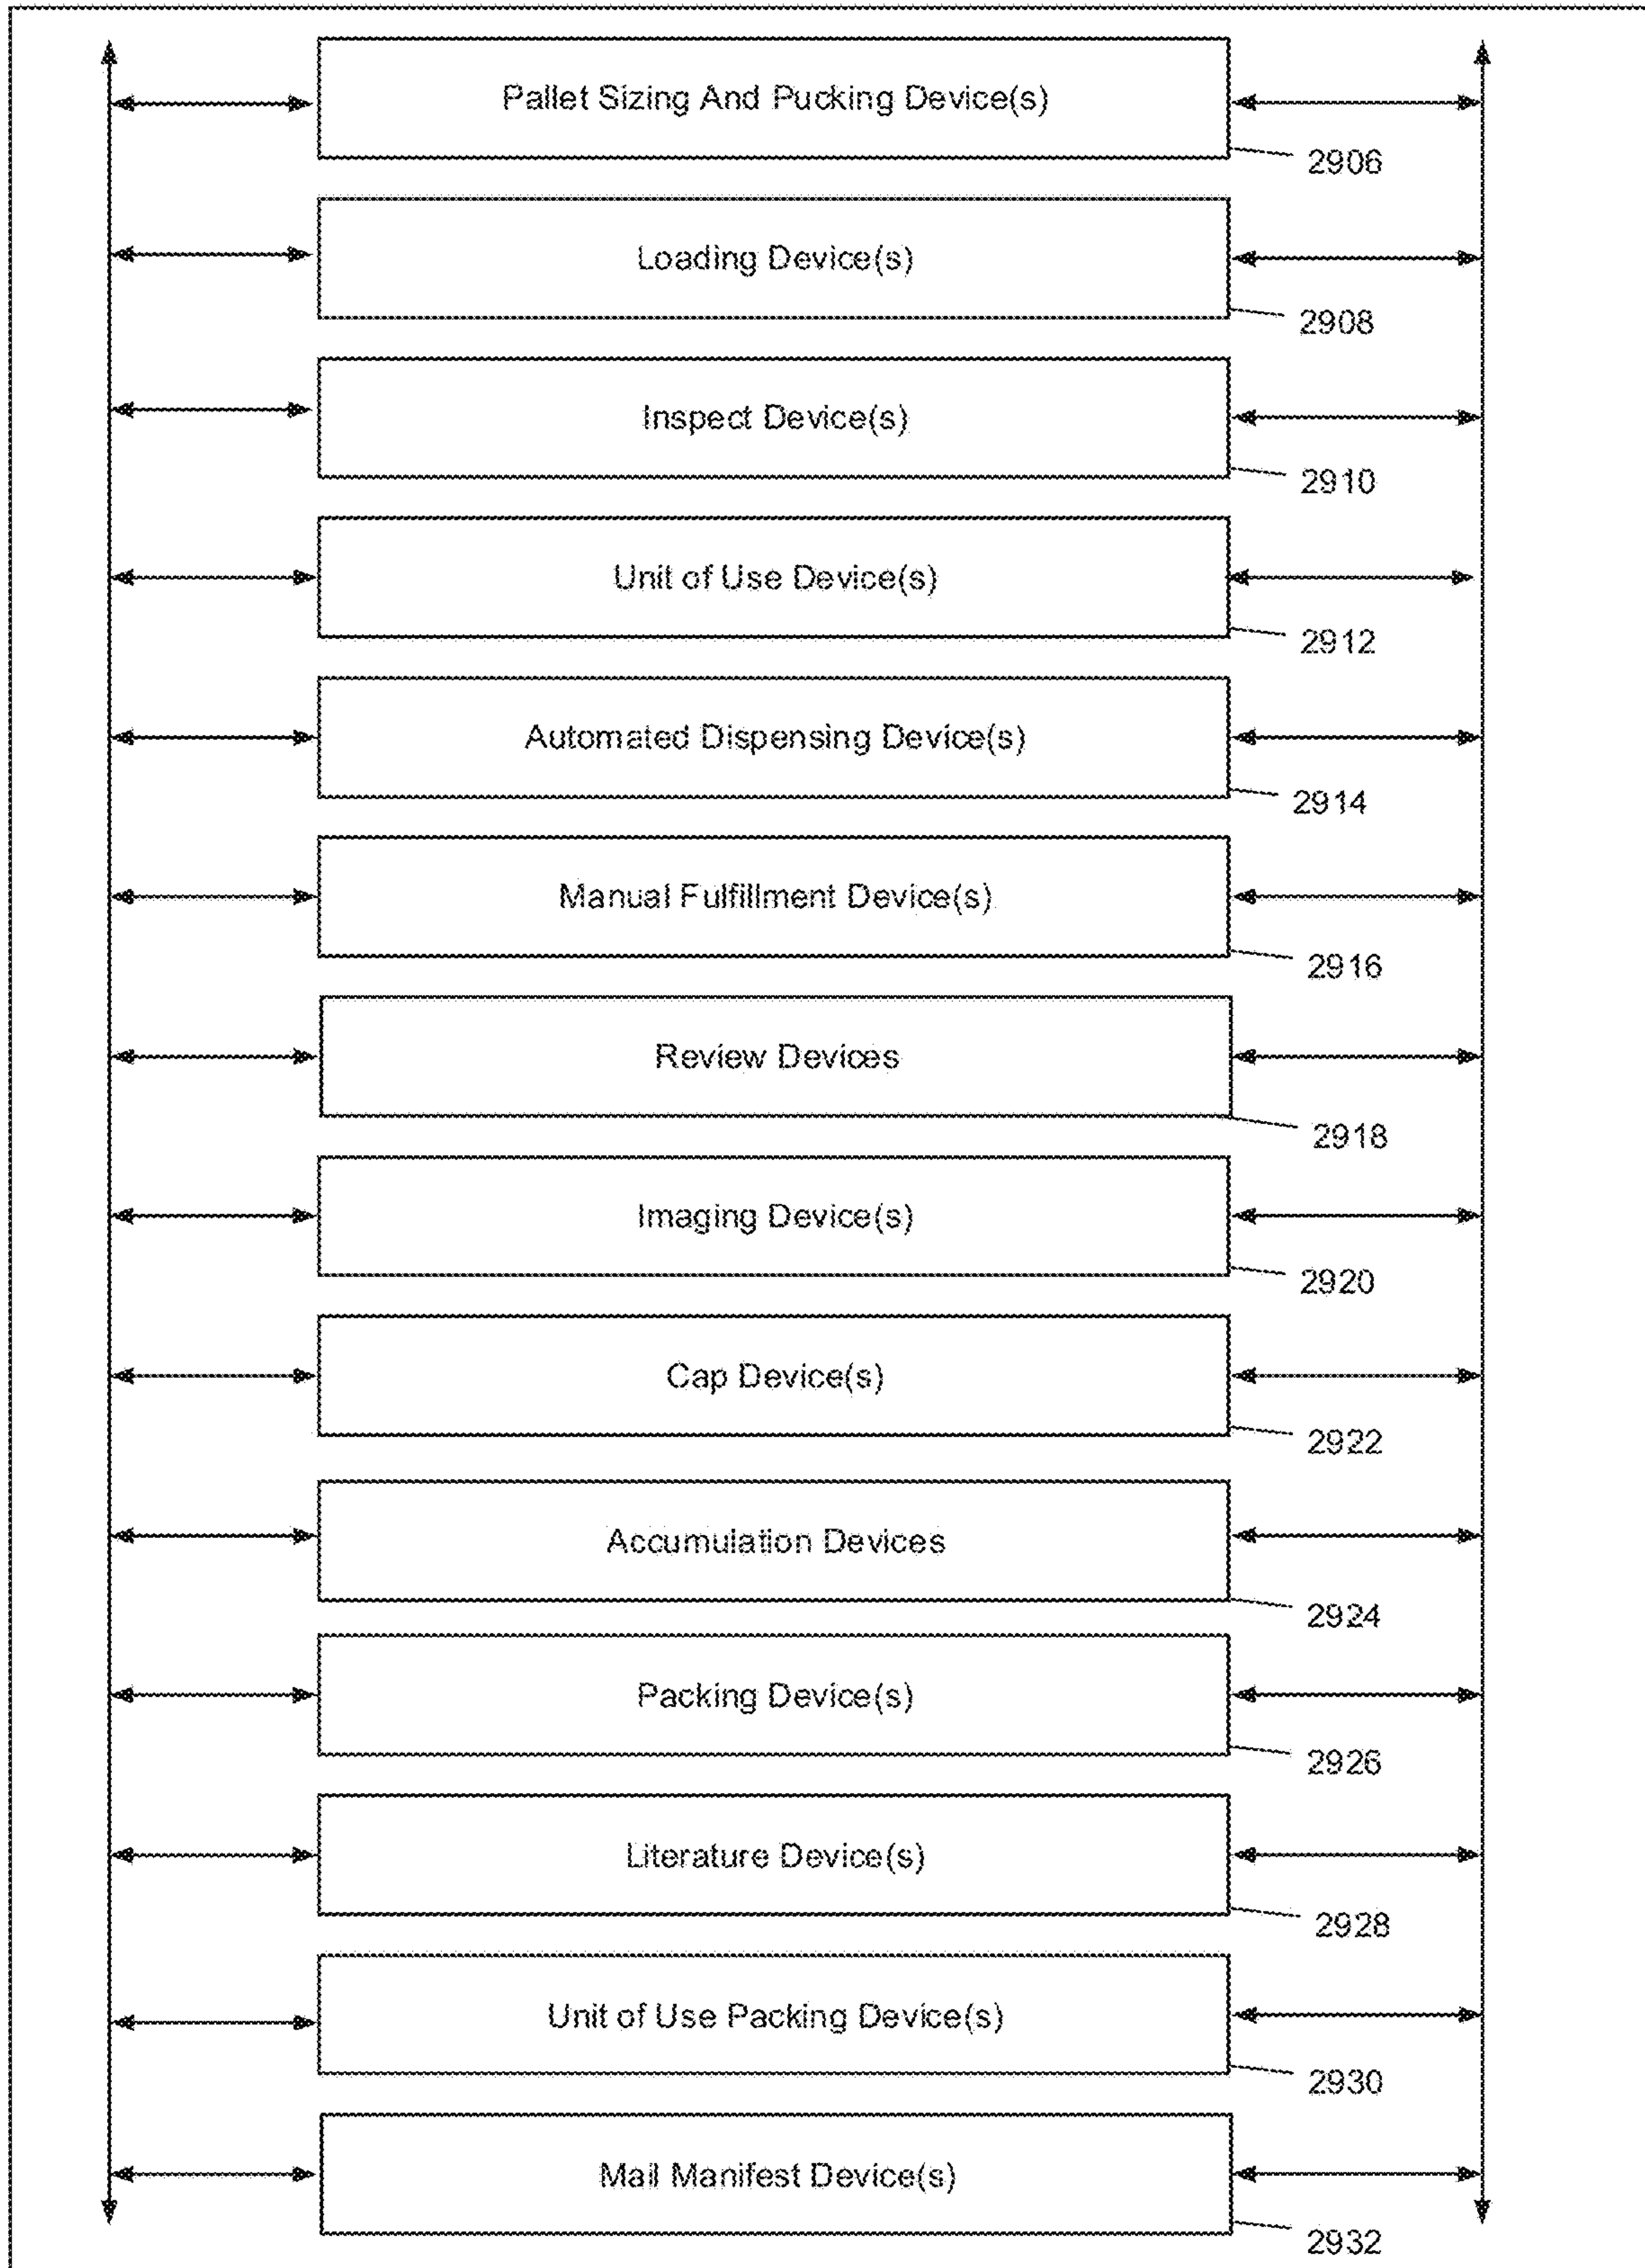 Pallet Sizing And Pucking Device(s)
2906
Loading Device(s)
2908
Inspect Device(s)
2910
Unit of Use Device(s)
2912
Automated Dispensing Device(s)
2914
Manual Fulfillment Device(s)
2916
Review Devices
2918
Imaging Device(s)
2920
Cap Device(s)
2922
Accumulation Devices
2924
Packing Device(s)
2926
Literature Device(s)
2928
Unit of Use Packing Device(s)
2930
Mail Manifest Device(s)
2932